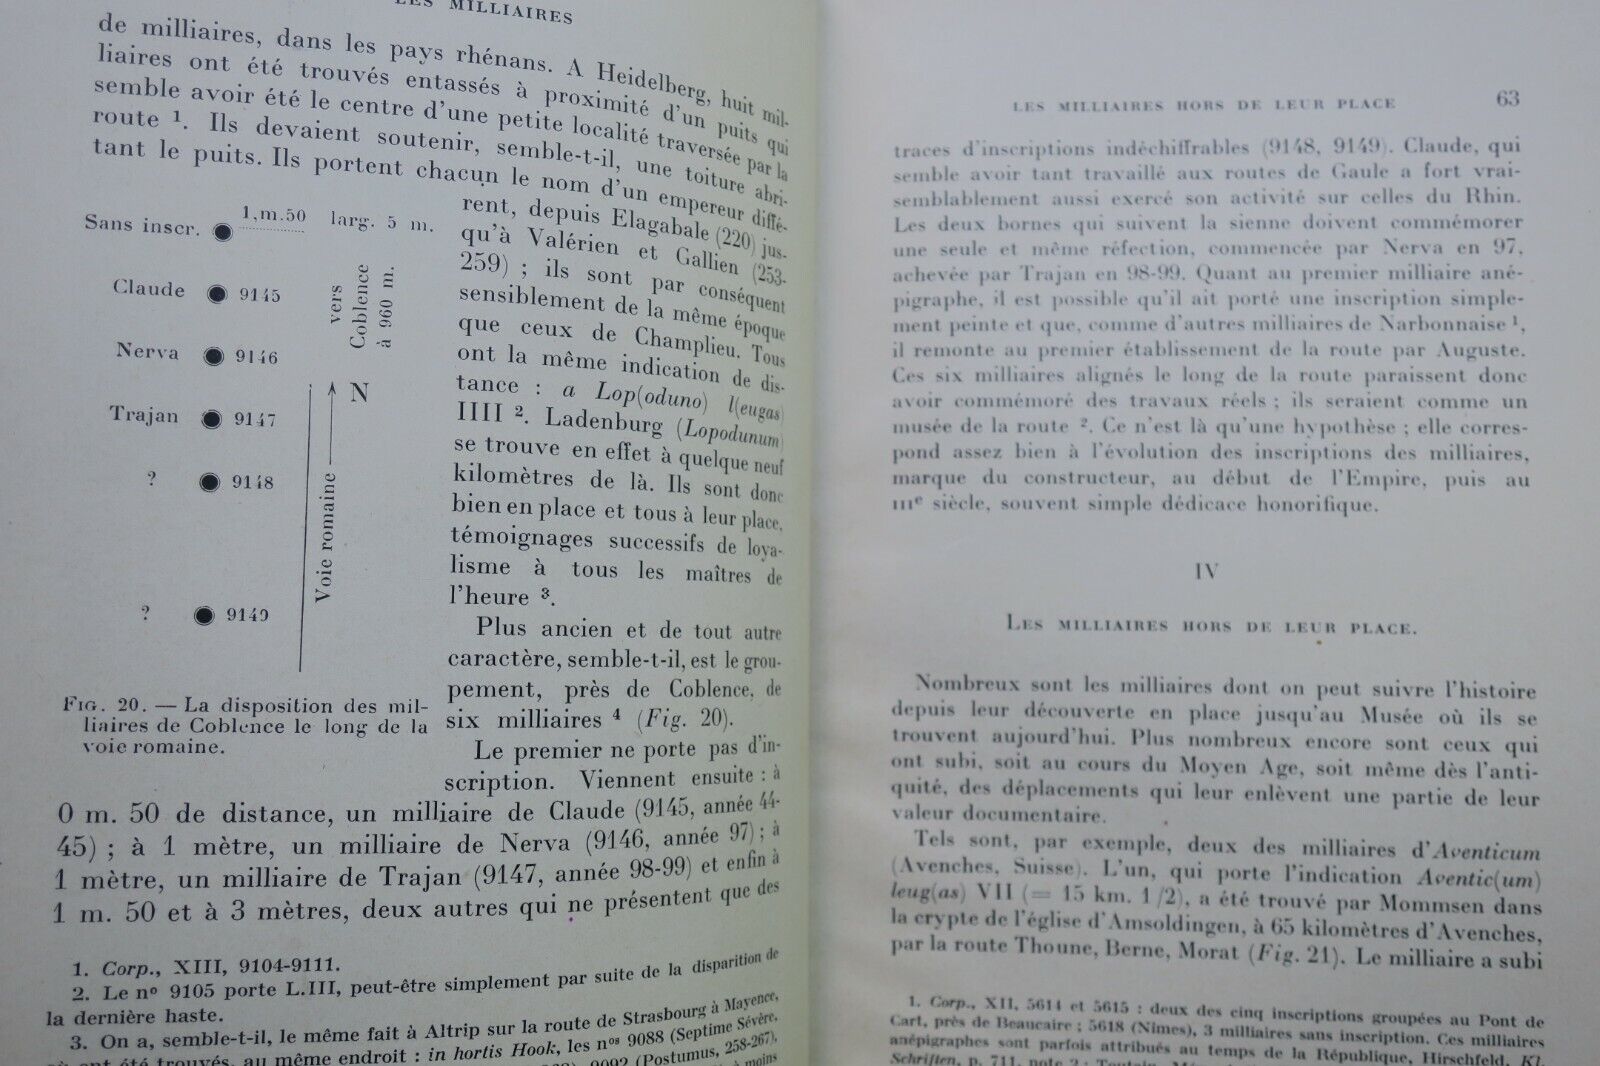 LES MILLIAIRES
de milliaires, dans les pays rhénans. A Heidelberg, huit mil-
liaires ont été trouvés entassés à proximité d'un puits qui
semble avoir été le centre d'une petite localité traversée par la
route ¹. Ils devaient soutenir, semble-t-il, une toiture abri-
tant le puits. Ils portent chacun le nom d'un empereur diffé-
rent, depuis Elagabale (220) jus-
qu'à Valérien et Gallien (253-
259) ; ils sont par conséquent
sensiblement de la même époque
que ceux de Champlieu. Tous
ont la même indication de dis-
tance : a Lop(oduno) l(eugas)
IIII ². Ladenburg (Lopodunum)
se trouve en effet à quelque neuf
kilomètres de là. Ils sont donc
bien en place et tous à leur place,
témoignages successifs de loya-
lisme à tous les maîtres de
l'heure ³.
Plus ancien et de tout autre
caractère, semble-t-il, est le grou-
pement, près de Coblence, de
six milliaires ⁴ (Fig. 20).
Le premier ne porte pas d'in-
scription. Viennent ensuite : à
Sans inscr. 1,m.50 larg. 5 m.
Claude 9145
Nerva 9146
Trajan 9147
? 9148
? 9149
vers
Coblence
à 960 m.
N
Voie romaine
FIG. 20. — La disposition des mil-
liaires de Coblence le long de la
voie romaine.
0 m. 50 de distance, un milliaire de Claude (9145, année 44-
45) ; à 1 mètre, un milliaire de Nerva (9146, année 97) ; à
1 mètre, un milliaire de Trajan (9147, année 98-99) et enfin à
1 m. 50 et à 3 mètres, deux autres qui ne présentent que des
1. Corp., XIII, 9104-9111.
2. Le nº 9105 porte L.III, peut-être simplement par suite de la disparition de
la dernière haste.
3. On a, semble-t-il, le même fait à Altrip sur la route de Strasbourg à Mayence,
où ont été trouvés, au même endroit : in hortis Hook, les nºˢ 9088 (Septime Sévère,
9092 (Postumus, 258-267),
à moins
LES MILLIAIRES HORS DE LEUR PLACE 63
traces d'inscriptions indéchiffrables (9148, 9149). Claude, qui
semble avoir tant travaillé aux routes de Gaule a fort vrai-
semblablement aussi exercé son activité sur celles du Rhin.
Les deux bornes qui suivent la sienne doivent commémorer
une seule et même réfection, commencée par Nerva en 97,
achevée par Trajan en 98-99. Quant au premier milliaire ané-
pigraphe, il est possible qu'il ait porté une inscription simple-
ment peinte et que, comme d'autres milliaires de Narbonnaise ¹,
il remonte au premier établissement de la route par Auguste.
Ces six milliaires alignés le long de la route paraissent donc
avoir commémoré des travaux réels ; ils seraient comme un
musée de la route ². Ce n'est là qu'une hypothèse ; elle corres-
pond assez bien à l'évolution des inscriptions des milliaires,
marque du constructeur, au début de l'Empire, puis au
IIIᵉ siècle, souvent simple dédicace honorifique.
IV
LES MILLIAIRES HORS DE LEUR PLACE.
Nombreux sont les milliaires dont on peut suivre l'histoire
depuis leur découverte en place jusqu'au Musée où ils se
trouvent aujourd'hui. Plus nombreux encore sont ceux qui
ont subi, soit au cours du Moyen Age, soit même dès l'anti-
quité, des déplacements qui leur enlèvent une partie de leur
valeur documentaire.
Tels sont, par exemple, deux des milliaires d'Aventicum
(Avenches, Suisse). L'un, qui porte l'indication Aventic(um)
leug(as) VII (= 15 km. 1/2), a été trouvé par Mommsen dans
la crypte de l'église d'Amsoldingen, à 65 kilomètres d'Avenches,
par la route Thoune, Berne, Morat (Fig. 21). Le milliaire a subi
1. Corp., XII, 5614 et 5615 : deux des cinq inscriptions groupées au Pont de
Cart, près de Beaucaire ; 5618 (Nimes), 3 milliaires sans inscription. Ces milliaires
anépigraphes sont parfois attribués au temps de la République, Hirschfeld, Kl.
Schriften, p. 711, note 2 ; Toutain,